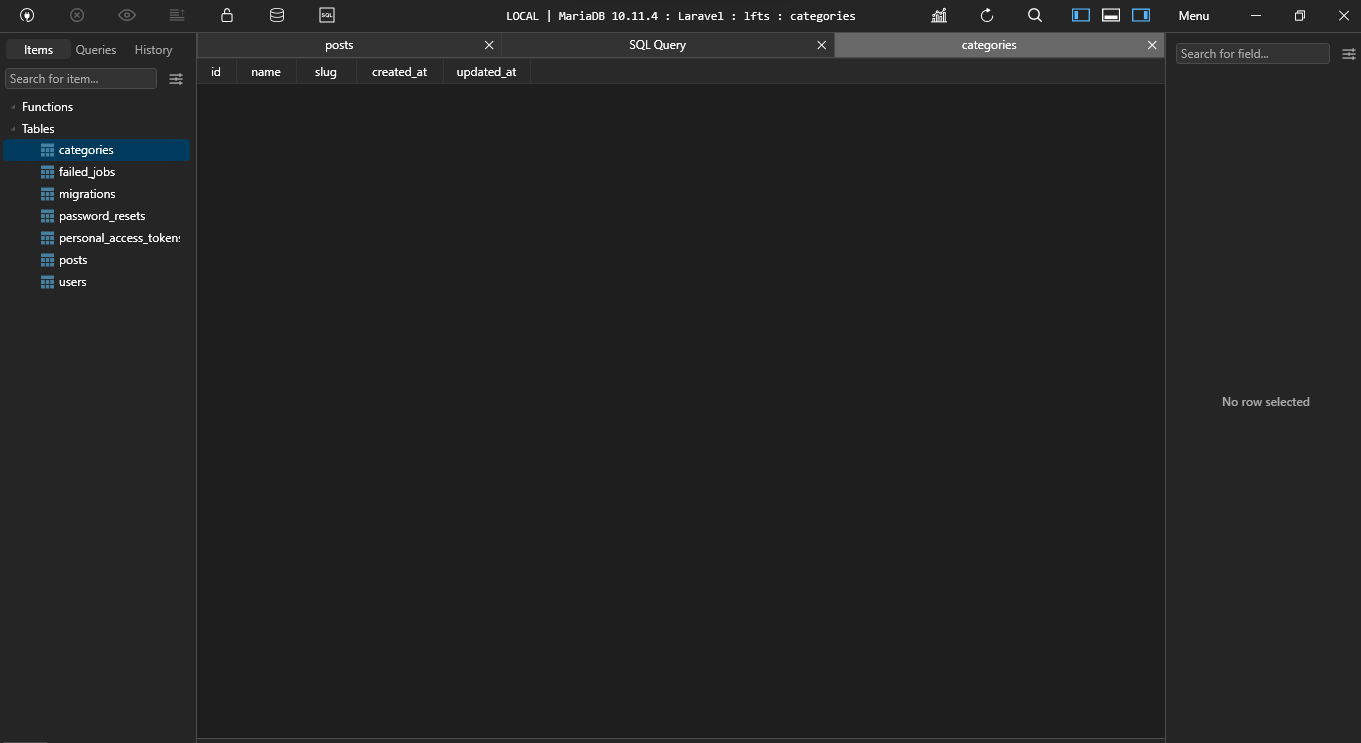 SQL
LOCAL | MariaDB 10.11.4 : Laravel : lfts : categories
Menu
Items Queries History
Search for item...
Functions
Tables
categories
failed_jobs
migrations
password_resets
personal_access_token
posts
users
posts SQL Query categories
id name slug created_at updated_at
Search for field...
No row selected